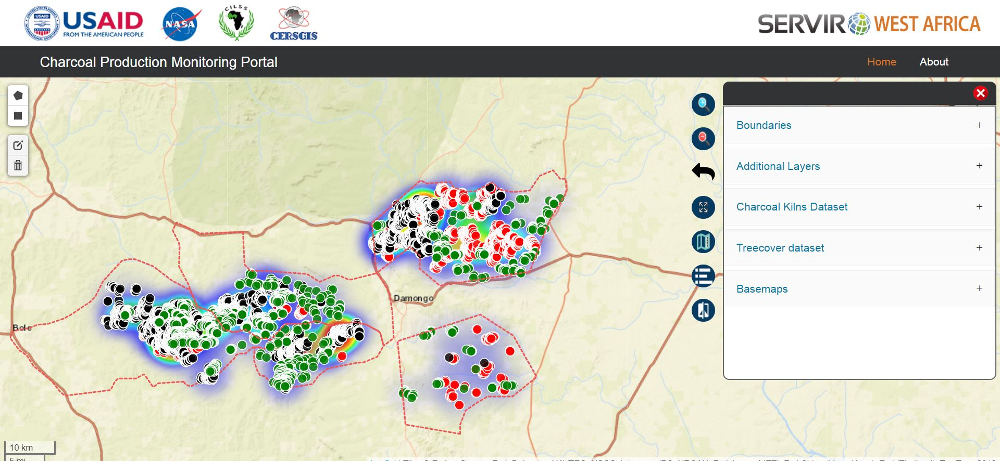 USAID
FROM THE AMERICAN PEOPLE
NASA
CILSS
CERSGIS
SERVIR WEST AFRICA
Charcoal Production Monitoring Portal
Home
About
Boundaries +
Additional Layers +
Charcoal Kilns Dataset +
Treecover dataset +
Basemaps +
Damongo
Bole
10 km
5 mi